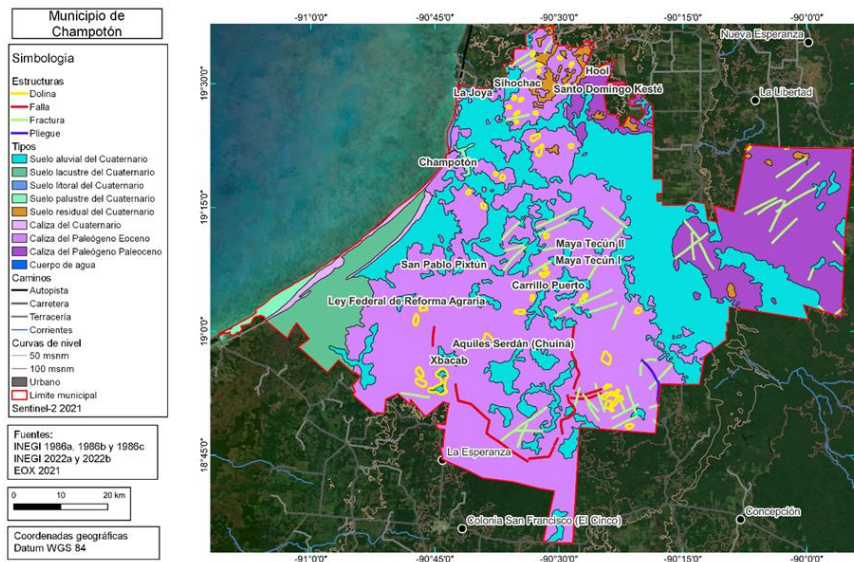 Municipio de
Champotón
Simbología
Estructuras
Dolina
Falla
Fractura
Pliegue
Tipos
Suelo aluvial del Cuaternario
Suelo lacustre del Cuaternario
Suelo litoral del Cuaternario
Suelo palustre del Cuaternario
Suelo residual del Cuaternario
Caliza del Cuaternario
Caliza del Paleógeno Eoceno
Caliza del Paleógeno Paleoceno
Cuerpo de agua
Caminos
Autopista
Carretera
Terracería
Corrientes
Curvas de nivel
50 msnm
100 msnm
Urbano
Limite municipal
Sentinel-2 2021
Fuentes:
INEGI 1986a, 1986b y 1986c
INEGI 2022a y 2022b
EOX 2021
0 10 20 km
Coordenadas geográficas
Datum WGS 84
-91°0'0" -90°45'0" -90°30'0" -90°15'0" -90°0'0"
Nueva Esperanza
19°30'0"
Hool
Sihochac
La Joya
Santo Domingo Kesté
La Libertad
Champotón
19°15'0"
Maya Tecún II
Maya Tecún I
San Pablo Pixtún
Carrillo Puerto
Ley Federal de Reforma Agraria
19°0'0"
Aquiles Serdán (Chuiná)
Xbacab
18°45'0"
La Esperanza
Colonia San Francisco (El Cinco)
Concepción
-91°0'0" -90°45'0" -90°30'0" -90°15'0" -90°0'0"